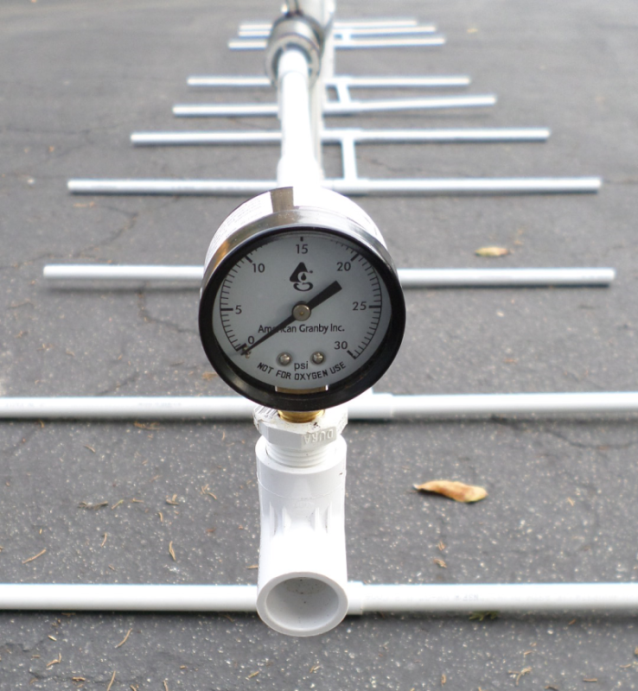 15
10 20
5 25
American Granby Inc.
0 30
psi
NOT FOR OXYGEN USE